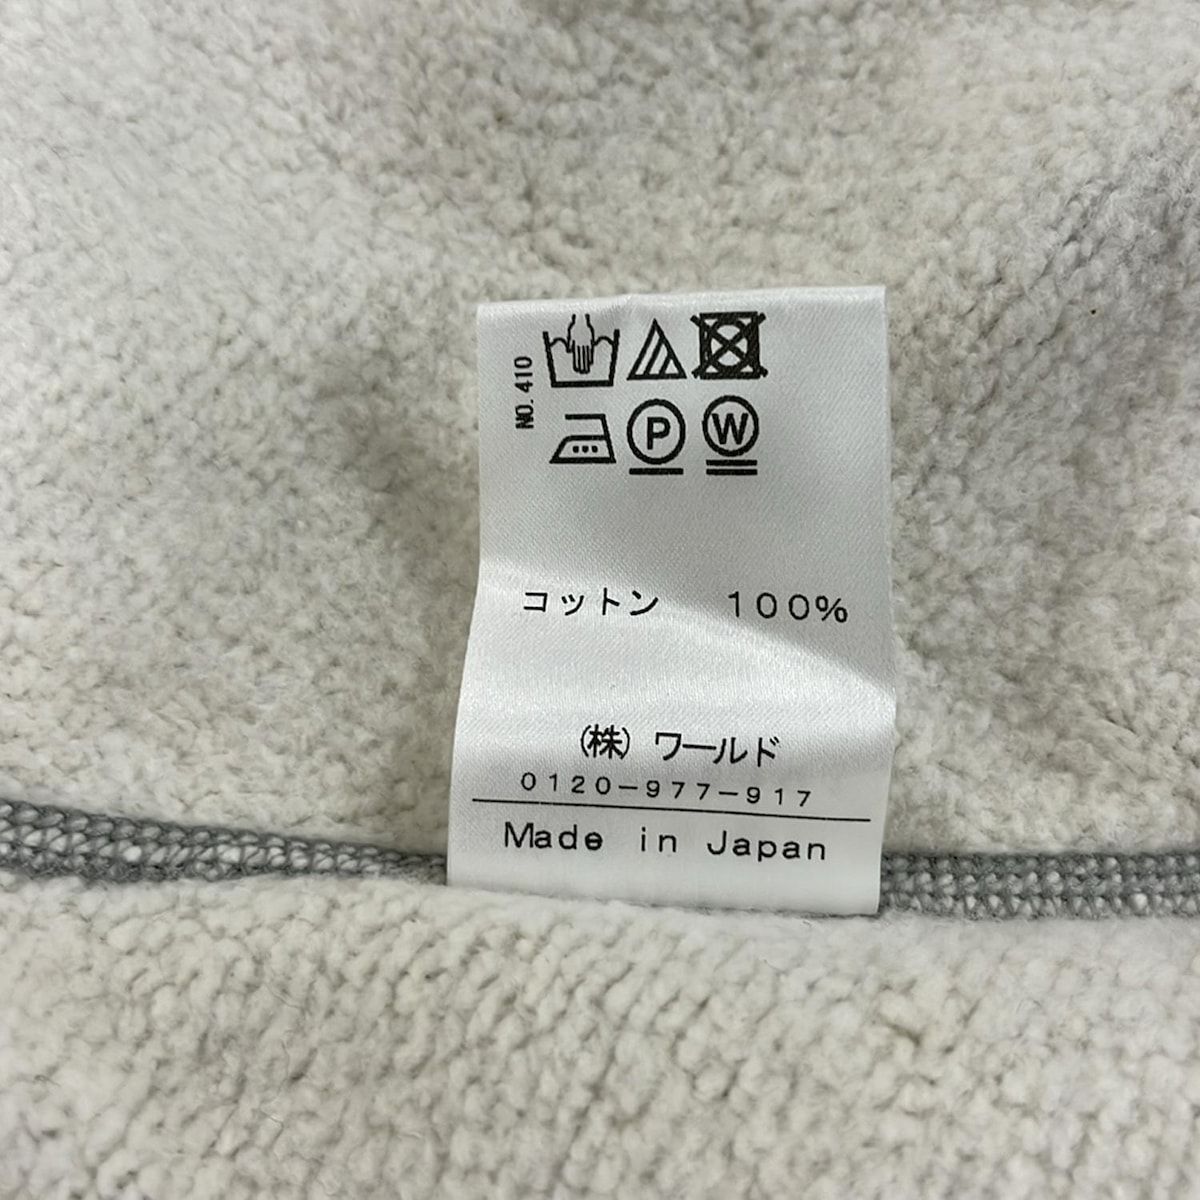 NO. 410
P W
コットン 100%
(株) ワールド
0120-977-917
Made in Japan